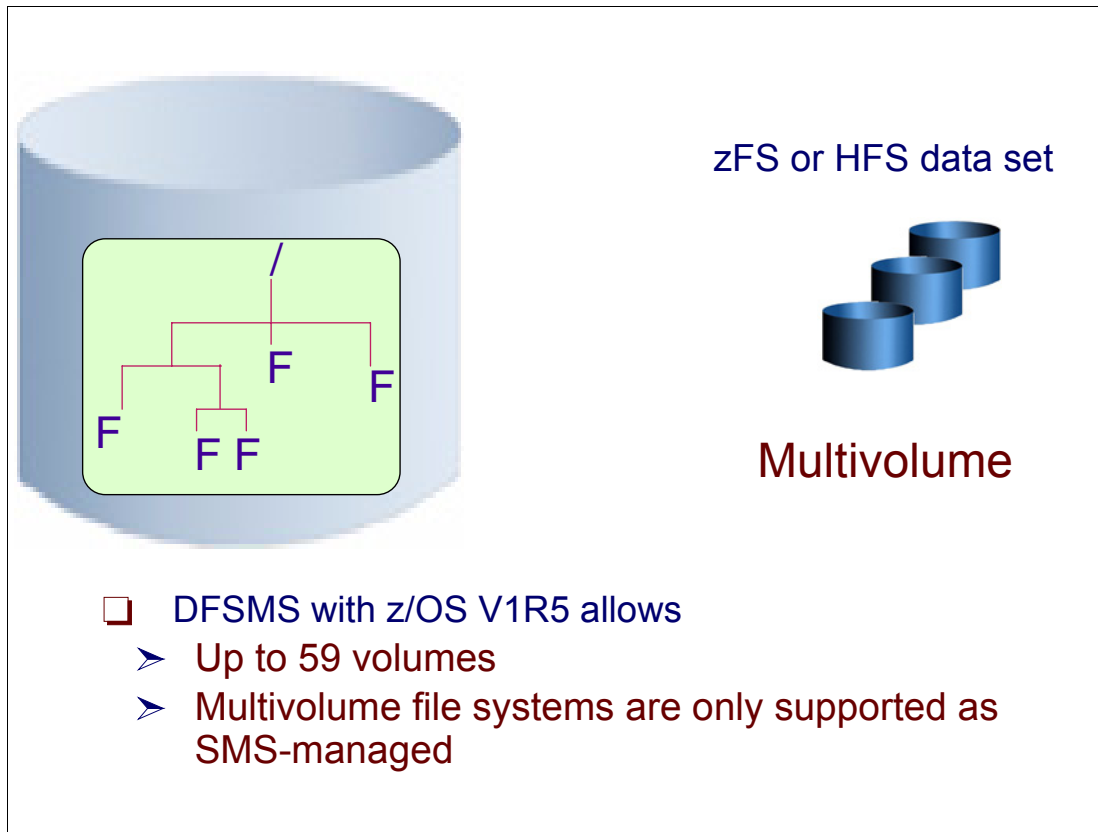 zFS or HFS data set
/
F
F
F
F F
Multivolume
❑ DFSMS with z/OS V1R5 allows
➢ Up to 59 volumes
➢ Multivolume file systems are only supported as
SMS-managed